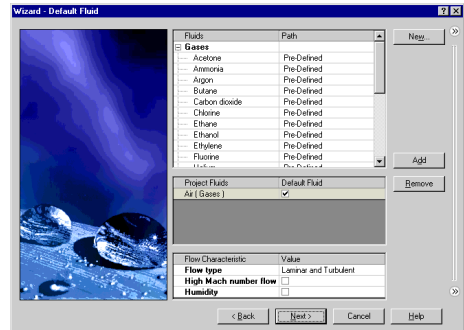 Wizard - Default Fluid
Fluids Path
Gases
Acetone Pre-Defined
Ammonia Pre-Defined
Argon Pre-Defined
Butane Pre-Defined
Carbon dioxide Pre-Defined
Chlorine Pre-Defined
Ethane Pre-Defined
Ethanol Pre-Defined
Ethylene Pre-Defined
Fluorine Pre-Defined
New...
Add
Project Fluids Default Fluid
Air ( Gases )
Remove
Flow Characteristic Value
Flow type Laminar and Turbulent
High Mach number flow
Humidity
< Back Next > Cancel Help